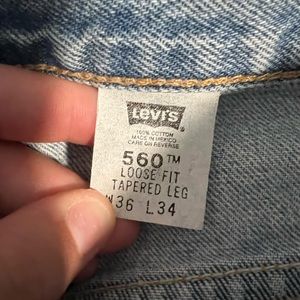 Levi's
100% COTTON
MADE IN MEXICO
CARE ON REVERSE
560™
LOOSE FIT
TAPERED LEG
W36 L34